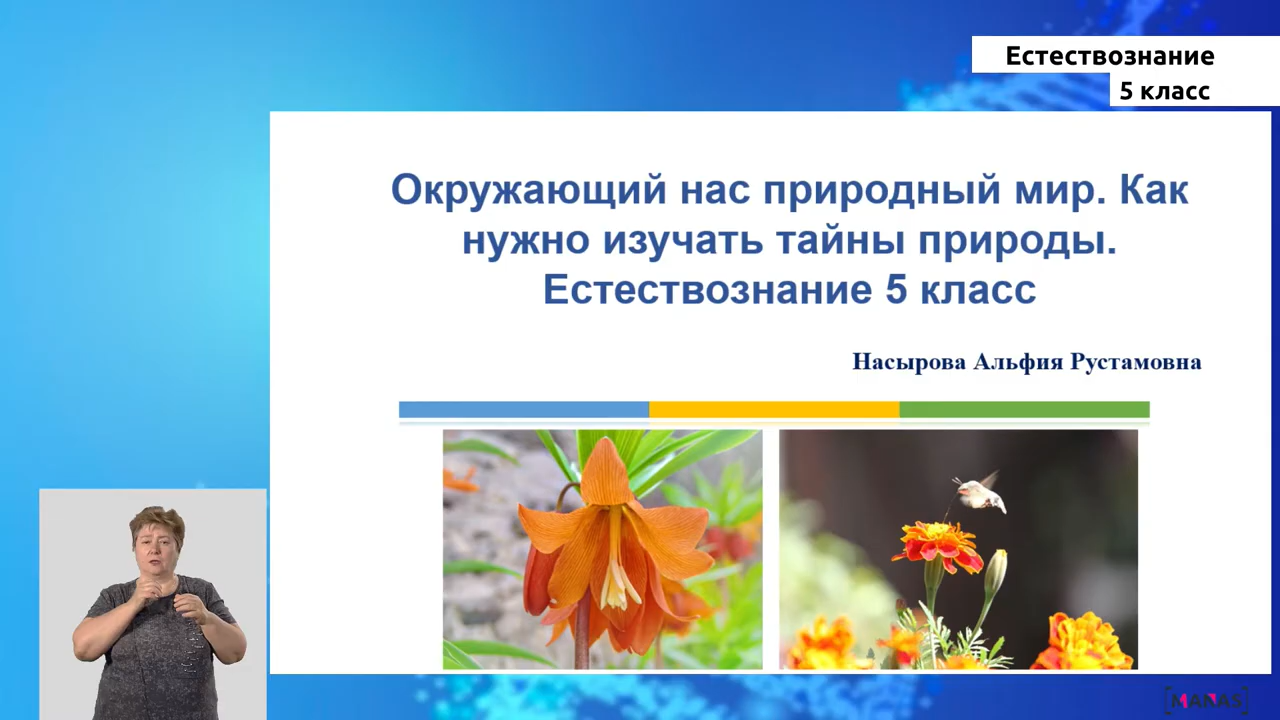 Естествознание
5 класс
Окружающий нас природный мир. Как
нужно изучать тайны природы.
Естествознание 5 класс
Насырова Альфия Рустамовна
MANAS